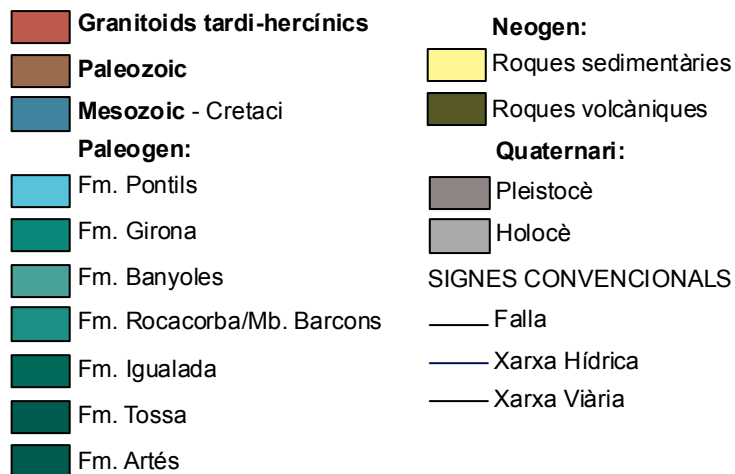 Granitoids tardi-hercínics
Paleozoic
Mesozoic - Cretaci
Paleogen:
Fm. Pontils
Fm. Girona
Fm. Banyoles
Fm. Rocacorba/Mb. Barcons
Fm. Igualada
Fm. Tossa
Fm. Artés
Neogen:
Roques sedimentàries
Roques volcàniques
Quaternari:
Pleistocè
Holocè
SIGNES CONVENCIONALS
Falla
Xarxa Hídrica
Xarxa Viària